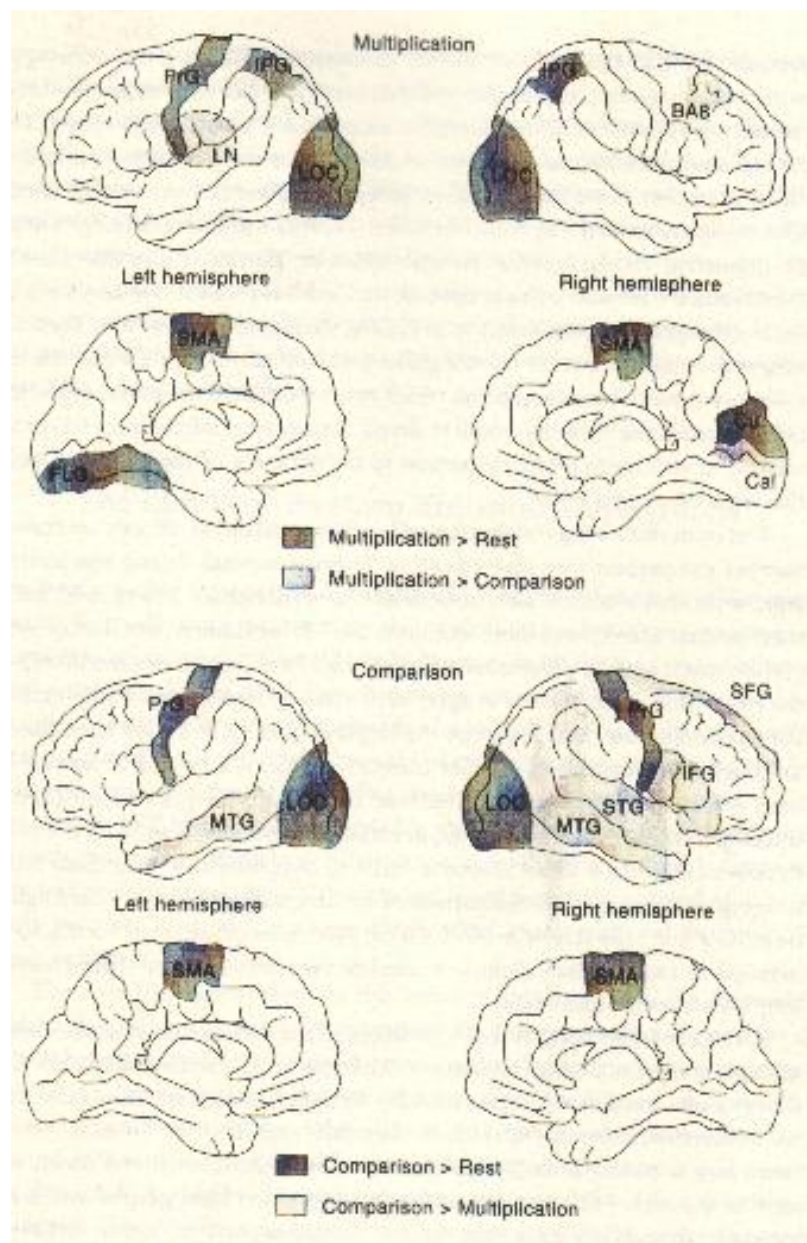 Multiplication
PrG
IPG
LN
LOC
IPG
BA8
LOC
Left hemisphere
Right hemisphere
SMA
FLG
SMA
Cu
Cal
Multiplication > Rest
Multiplication > Comparison
Comparison
PrG
LOC
MTG
SFG
PrG
IFG
LOC
STG
MTG
Left hemisphere
Right hemisphere
SMA
SMA
Comparison > Rest
Comparison > Multiplication